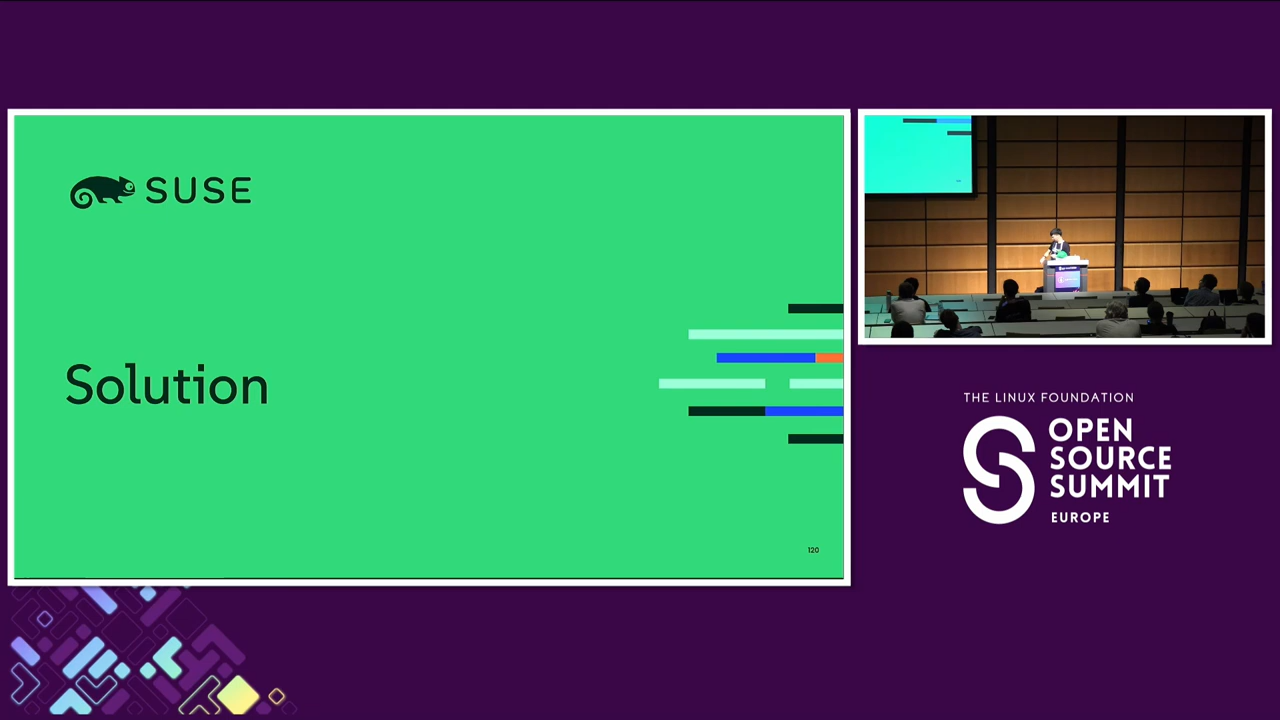 SUSE
Solution
120
THE LINUX FOUNDATION
OPEN
SOURCE
SUMMIT
EUROPE